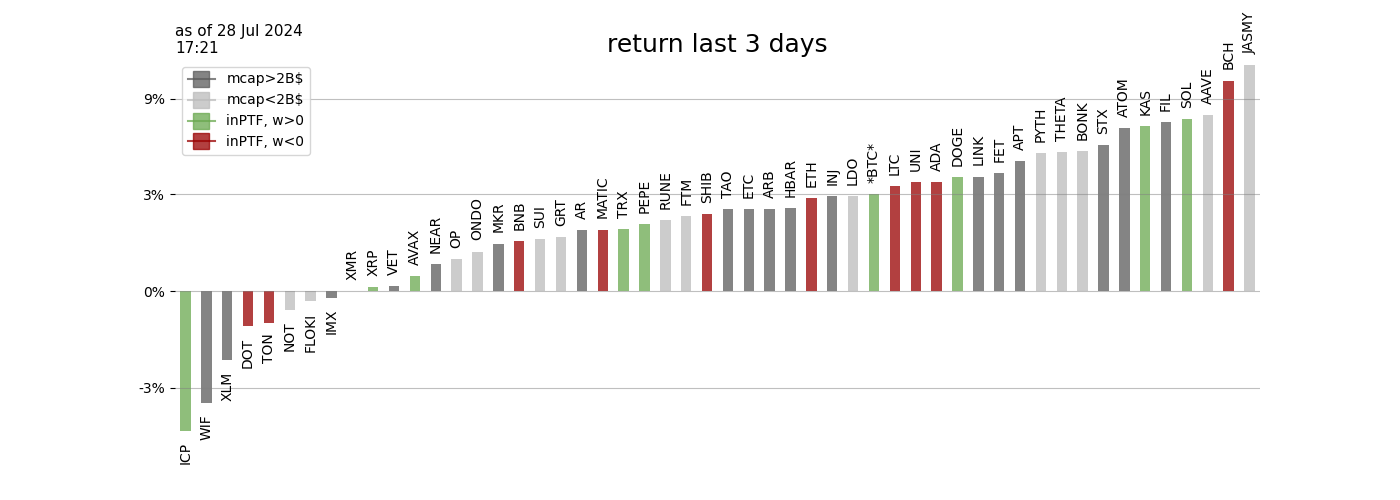 as of 28 Jul 2024
17:21
return last 3 days
mcap>2B$
mcap<2B$
inPTF, w>0
inPTF, w<0
9%
3%
0%
-3%
ICP
WIF
XLM
DOT
TON
NOT
FLOKI
IMX
XMR
XRP
VET
AVAX
NEAR
OP
ONDO
MKR
BNB
SUI
GRT
AR
MATIC
TRX
PEPE
RUNE
FTM
SHIB
TAO
ETC
ARB
HBAR
ETH
INJ
LDO
*BTC*
LTC
UNI
ADA
DOGE
LINK
FET
APT
PYTH
THETA
BONK
STX
ATOM
KAS
FIL
SOL
AAVE
BCH
JASMY